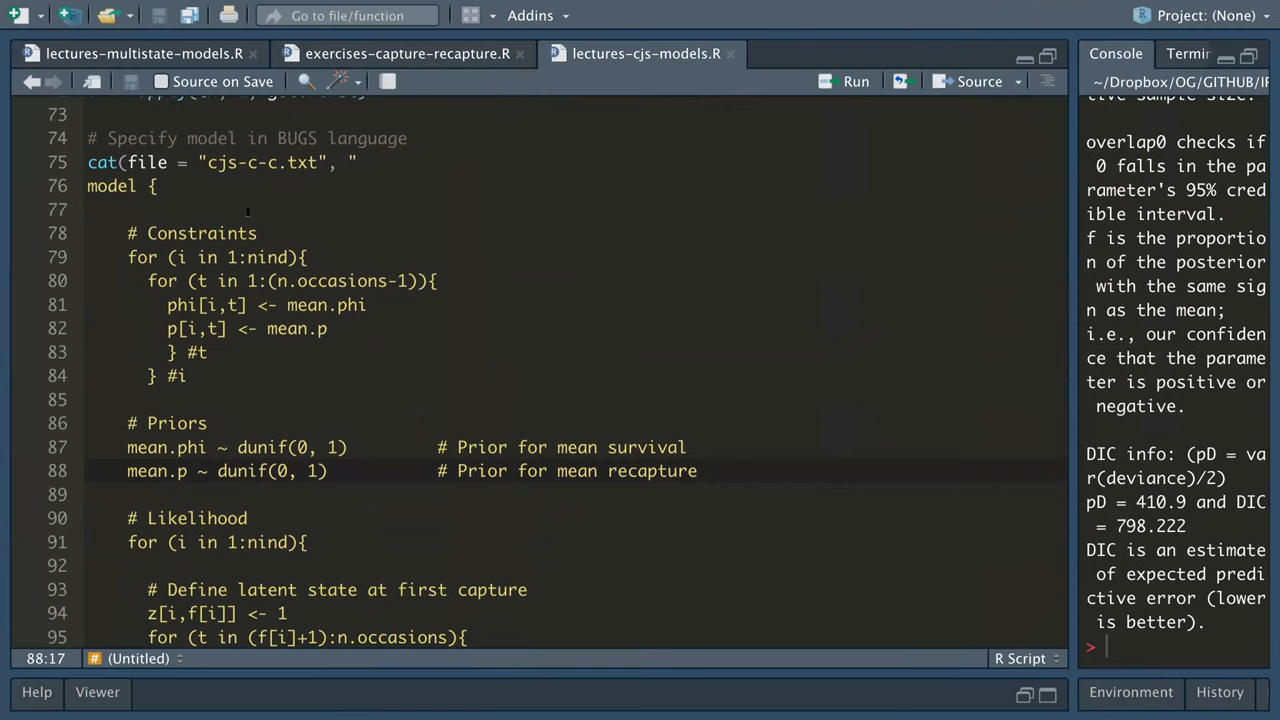 Go to file/function
Addins
Project: (None)
lectures-multistate-models.R
exercises-capture-recapture.R
lectures-cjs-models.R
Source on Save
Run
Source
73
74 # Specify model in BUGS language
75 cat(file = "cjs-c-c.txt", "
76 model {
77
78 # Constraints
79 for (i in 1:nind){
80 for (t in 1:(n.occasions-1)){
81 phi[i,t] <- mean.phi
82 p[i,t] <- mean.p
83 } #t
84 } #i
85
86 # Priors
87 mean.phi ~ dunif(0, 1) # Prior for mean survival
88 mean.p ~ dunif(0, 1) # Prior for mean recapture
89
90 # Likelihood
91 for (i in 1:nind){
92
93 # Define latent state at first capture
94 z[i,f[i]] <- 1
95 for (t in (f[i]+1):n.occasions){
88:17
# (Untitled)
R Script
Help
Viewer
Console
Termin
~/Dropbox/OG/GITHUB/IF
tive sample size.
overlap0 checks if
0 falls in the pa
rameter's 95% cred
ible interval.
f is the proportio
n of the posterior
with the same sig
n as the mean;
i.e., our confiden
ce that the parame
ter is positive or
negative.
DIC info: (pD = va
r(deviance)/2)
pD = 410.9 and DIC
= 798.222
DIC is an estimate
of expected predi
ctive error (lower
is better).
>
Environment
History